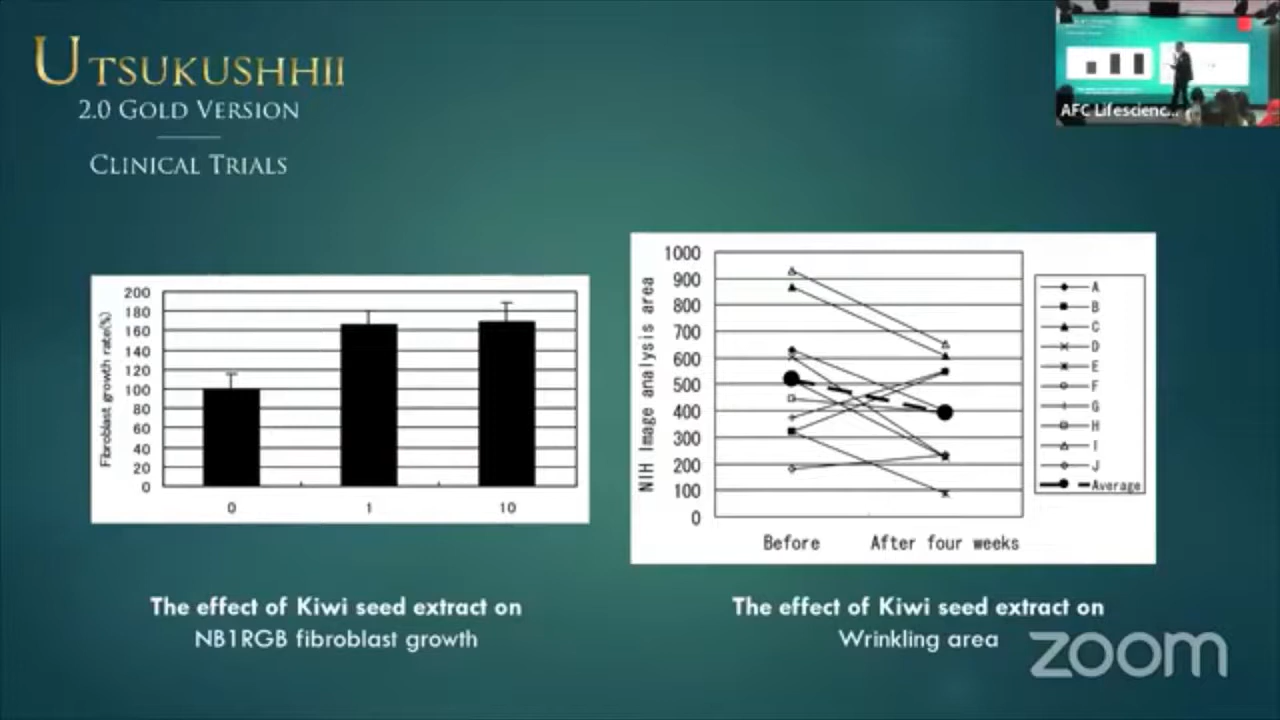 UTSUKUSHHII
2.0 GOLD VERSION
CLINICAL TRIALS
AFC Lifescienc...
200
180
160
140
120
100
80
60
40
20
0
Fibroblast growth rate(%)
0 1 10
The effect of Kiwi seed extract on
NB1RGB fibroblast growth
1000
900
800
700
600
500
400
300
200
100
0
NIH Image analysis area
Before After four weeks
A
B
C
D
E
F
G
H
I
J
Average
The effect of Kiwi seed extract on
Wrinkling area
zoom